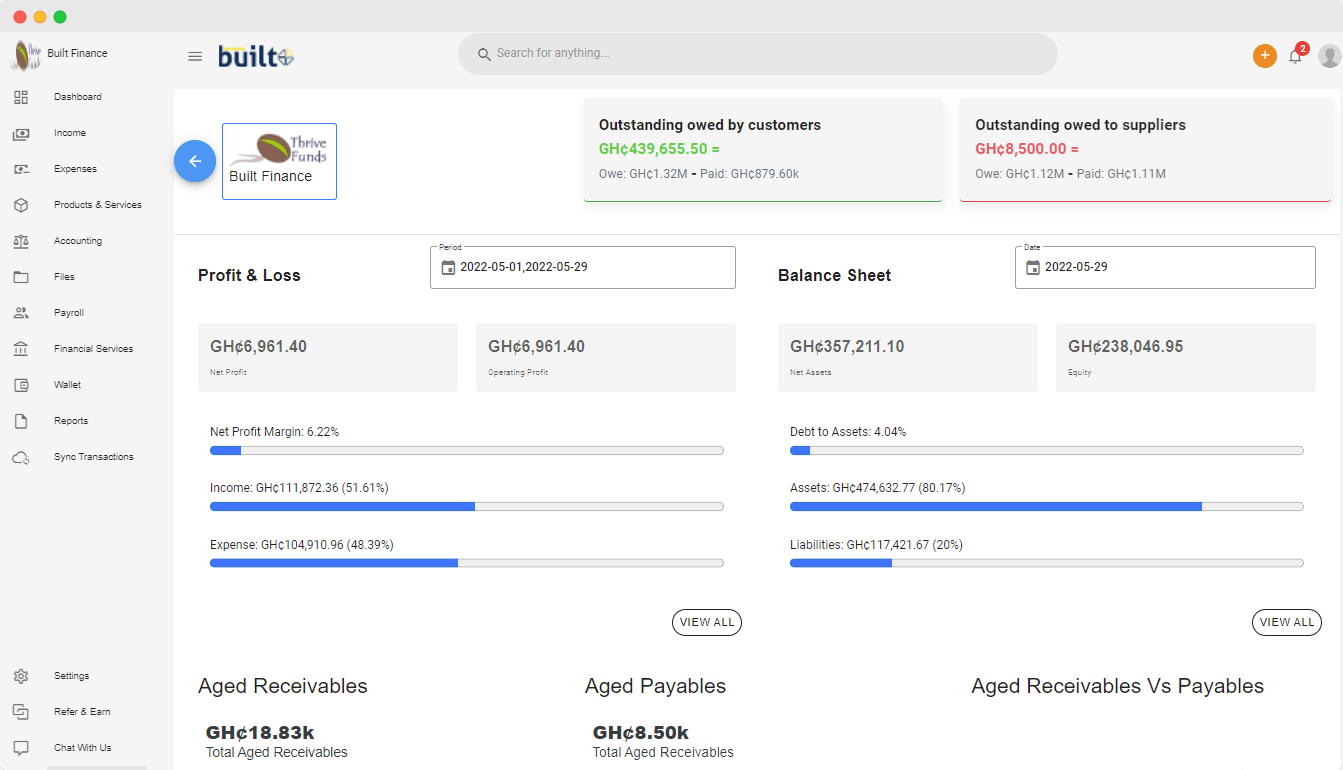 Built Finance
built
Search for anything...
+
2
Dashboard
Income
Expenses
Products & Services
Accounting
Files
Payroll
Financial Services
Wallet
Reports
Sync Transactions
Settings
Refer & Earn
Chat With Us
Thrive
Funds
Built Finance
Outstanding owed by customers
GH¢439,655.50 =
Owe: GH¢1.32M - Paid: GH¢879.60k
Outstanding owed to suppliers
GH¢8,500.00 =
Owe: GH¢1.12M - Paid: GH¢1.11M
Profit & Loss
Period
2022-05-01,2022-05-29
GH¢6,961.40
Net Profit
GH¢6,961.40
Operating Profit
Net Profit Margin: 6.22%
Income: GH¢111,872.36 (51.61%)
Expense: GH¢104,910.96 (48.39%)
VIEW ALL
Balance Sheet
Date
2022-05-29
GH¢357,211.10
Net Assets
GH¢238,046.95
Equity
Debt to Assets: 4.04%
Assets: GH¢474,632.77 (80.17%)
Liabilities: GH¢117,421.67 (20%)
VIEW ALL
Aged Receivables
GH¢18.83k
Total Aged Receivables
Aged Payables
GH¢8.50k
Total Aged Receivables
Aged Receivables Vs Payables